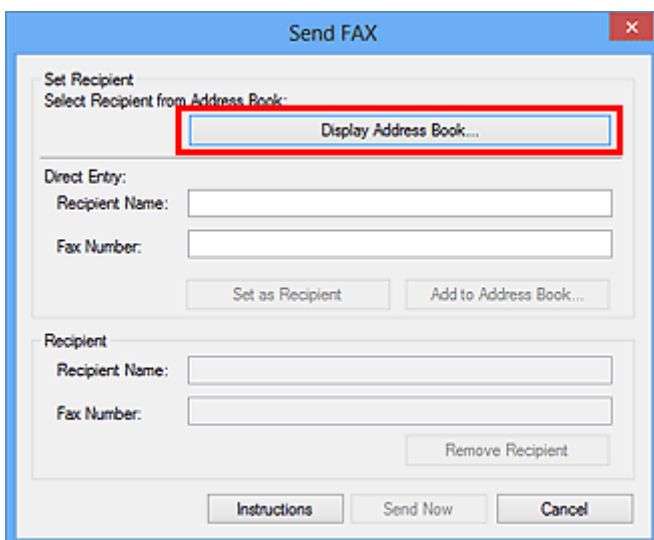 Send FAX
Set Recipient
Select Recipient from Address Book:
Display Address Book...
Direct Entry:
Recipient Name:
Fax Number:
Set as Recipient Add to Address Book...
Recipient
Recipient Name:
Fax Number:
Remove Recipient
Instructions Send Now Cancel